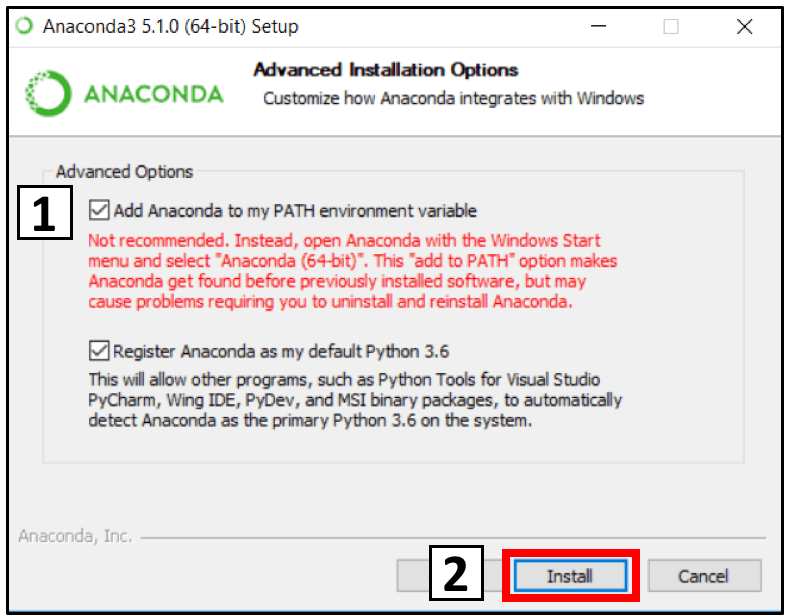 Anaconda3 5.1.0 (64-bit) Setup
ANACONDA
Advanced Installation Options
Customize how Anaconda integrates with Windows
Advanced Options
1
Add Anaconda to my PATH environment variable
Not recommended. Instead, open Anaconda with the Windows Start
menu and select "Anaconda (64-bit)". This "add to PATH" option makes
Anaconda get found before previously installed software, but may
cause problems requiring you to uninstall and reinstall Anaconda.
Register Anaconda as my default Python 3.6
This will allow other programs, such as Python Tools for Visual Studio
PyCharm, Wing IDE, PyDev, and MSI binary packages, to automatically
detect Anaconda as the primary Python 3.6 on the system.
Anaconda, Inc.
2
Install
Cancel